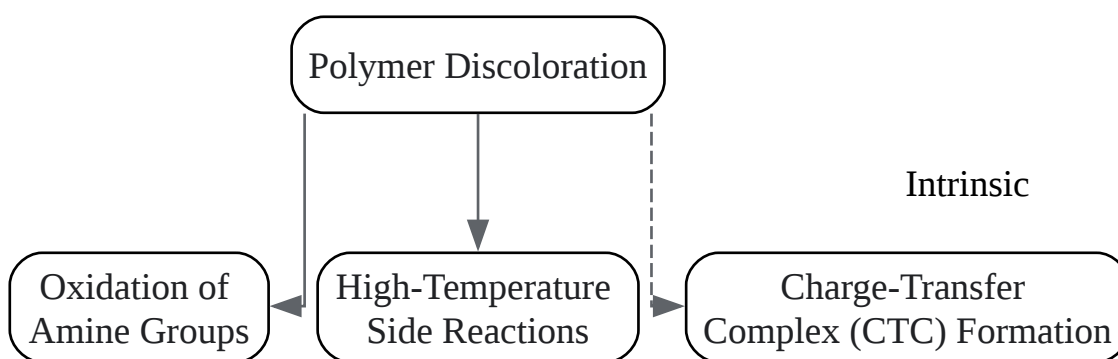 Polymer Discoloration
Intrinsic
Oxidation of
Amine Groups
High-Temperature
Side Reactions
Charge-Transfer
Complex (CTC) Formation